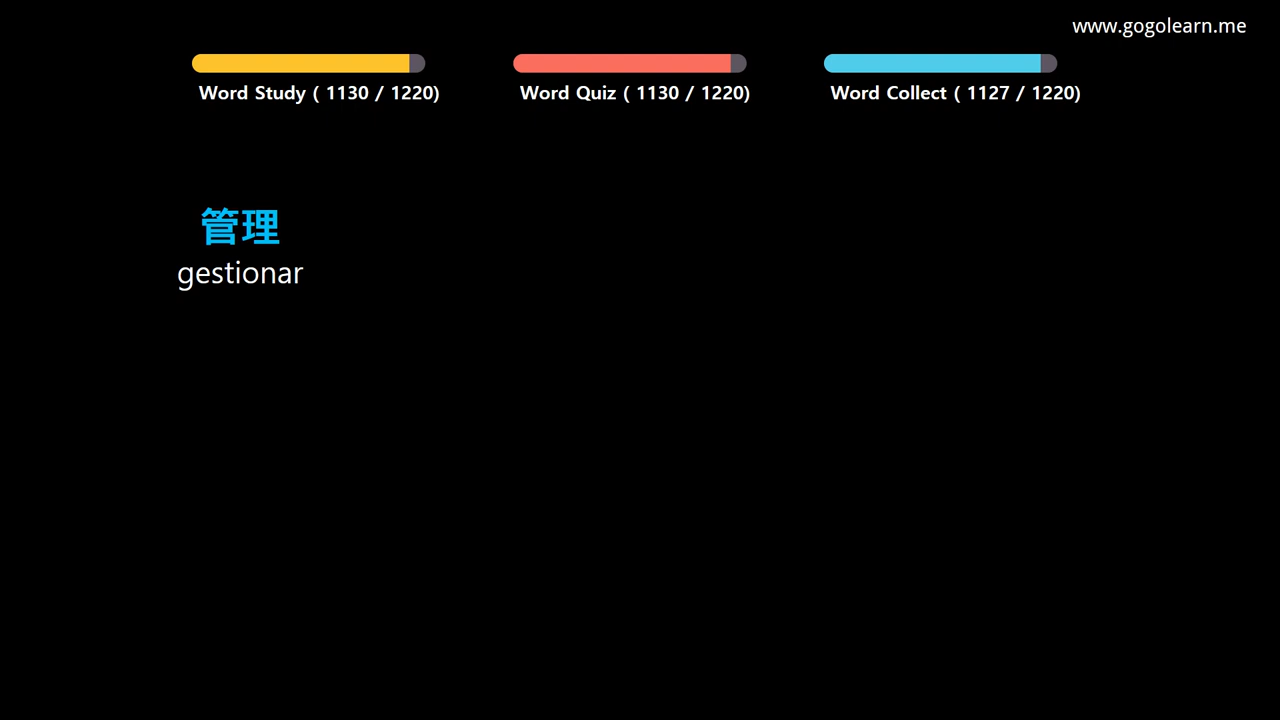 www.gogolearn.me
Word Study ( 1130 / 1220)
Word Quiz ( 1130 / 1220)
Word Collect ( 1127 / 1220)
管理
gestionar